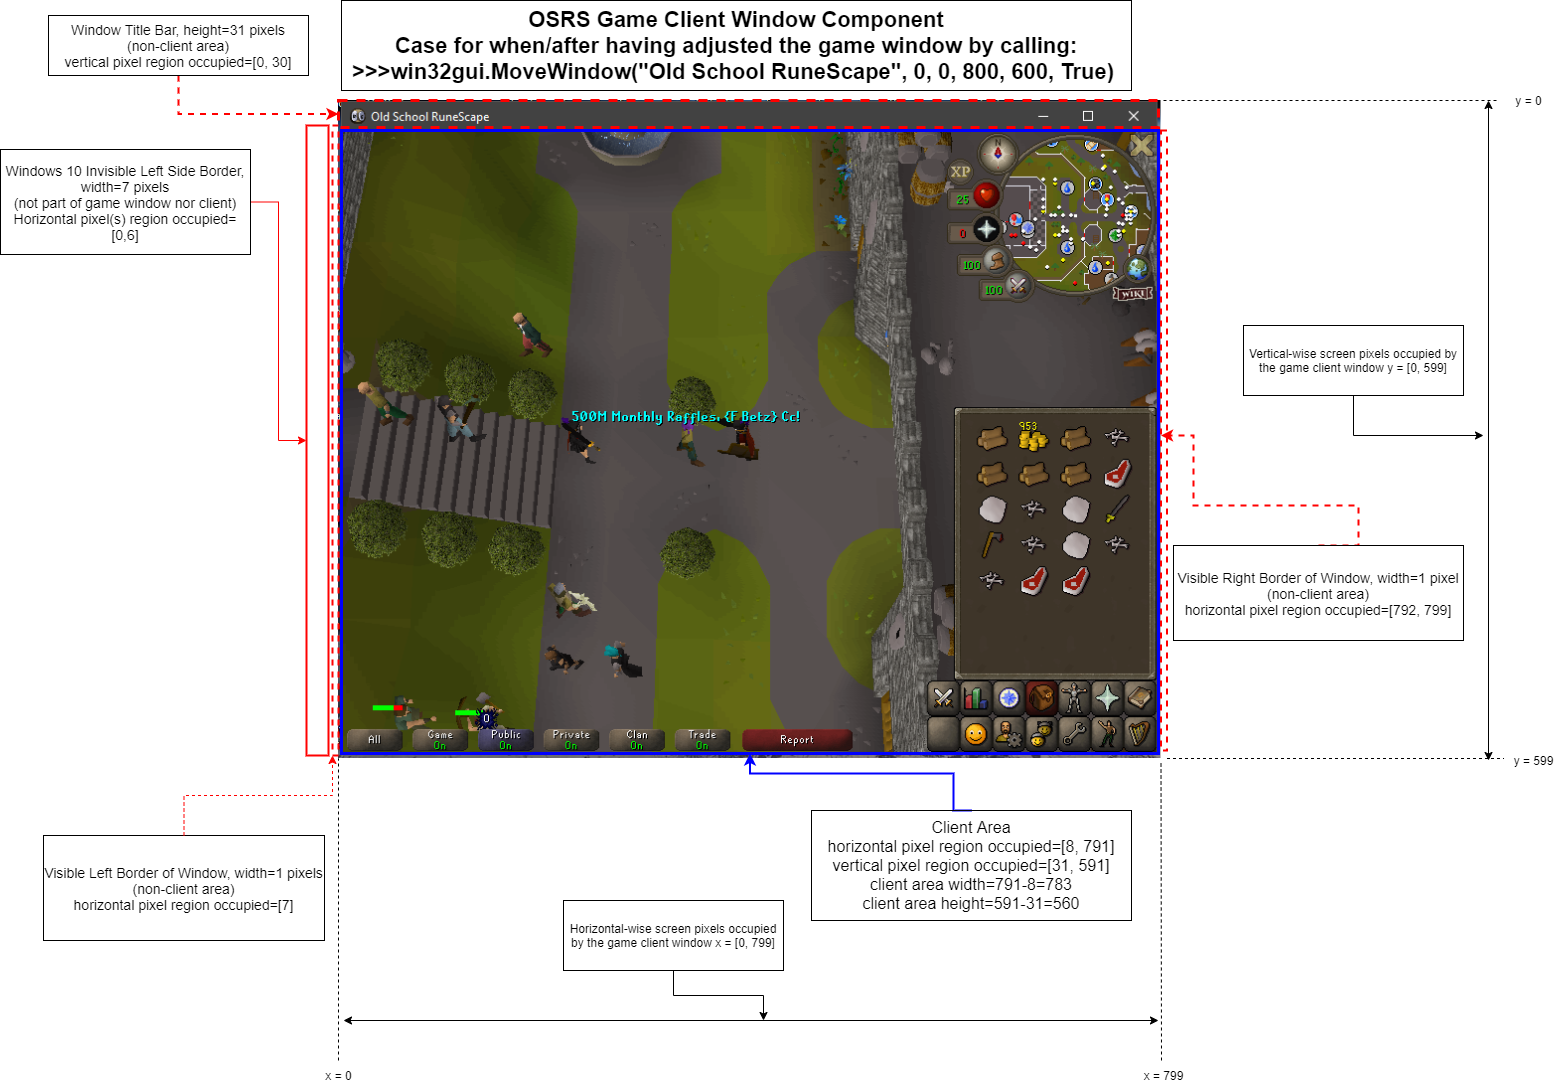 OSRS Game Client Window Component
Case for when/after having adjusted the game window by calling:
>>>win32gui.MoveWindow("Old School RuneScape", 0, 0, 800, 600, True)
Window Title Bar, height=31 pixels
(non-client area)
vertical pixel region occupied=[0, 30]
y = 0
Old School RuneScape
Windows 10 Invisible Left Side Border,
width=7 pixels
(not part of game window nor client)
Horizontal pixel(s) region occupied=
[0,6]
N
XP
25
0
100
100
WIKI
Vertical-wise screen pixels occupied by
the game client window y = [0, 599]
500M Monthly Raffles. {F Betz} Cc!
953
Visible Right Border of Window, width=1 pixel
(non-client area)
horizontal pixel region occupied=[792, 799]
0
All
Game
On
Public
On
Private
On
Clan
On
Trade
On
Report
y = 599
Client Area
horizontal pixel region occupied=[8, 791]
vertical pixel region occupied=[31, 591]
client area width=791-8=783
client area height=591-31=560
Visible Left Border of Window, width=1 pixels
(non-client area)
horizontal pixel region occupied=[7]
Horizontal-wise screen pixels occupied
by the game client window x = [0, 799]
x = 0
x = 799